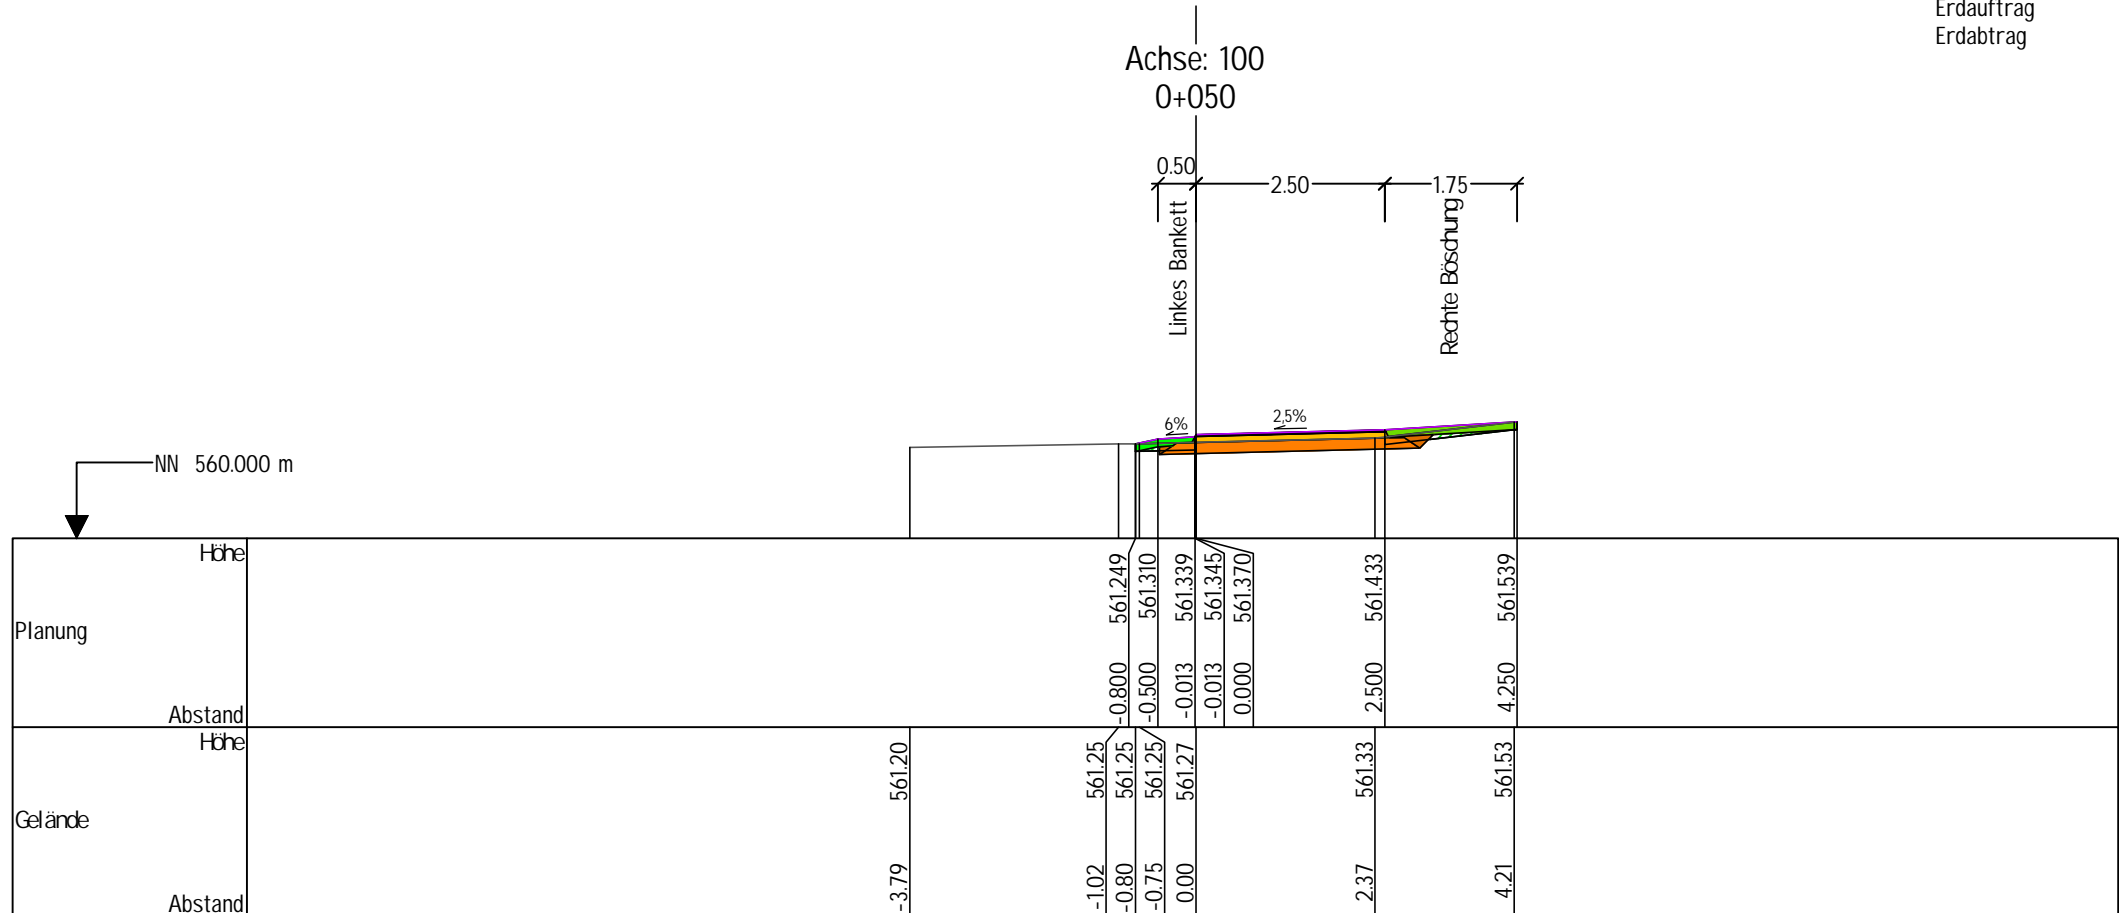 Erdauftrag
Erdabtrag
Achse: 100
0+050
0.50
2.50
1.75
Linkes Bankett
Rechte Böschung
6%
2,5%
NN 560.000 m
Höhe
561.249
561.310
561.339
561.345
561.370
561.433
561.539
Planung
-0.800
-0.500
-0.013
-0.013
0.000
2.500
4.250
Abstand
Höhe
561.20
561.25
561.25
561.25
561.27
561.33
561.53
Gelände
-3.79
-1.02
-0.80
-0.75
0.00
2.37
4.21
Abstand